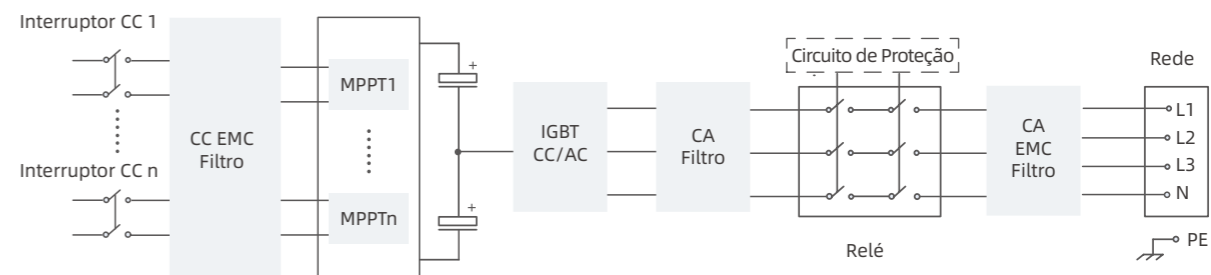 Interruptor CC 1
Interruptor CC n
CC EMC
Filtro
MPPT1
MPPTn
+
+
IGBT
CC/AC
CA
Filtro
Circuito de Proteção
Relé
CA
EMC
Filtro
Rede
L1
L2
L3
N
PE